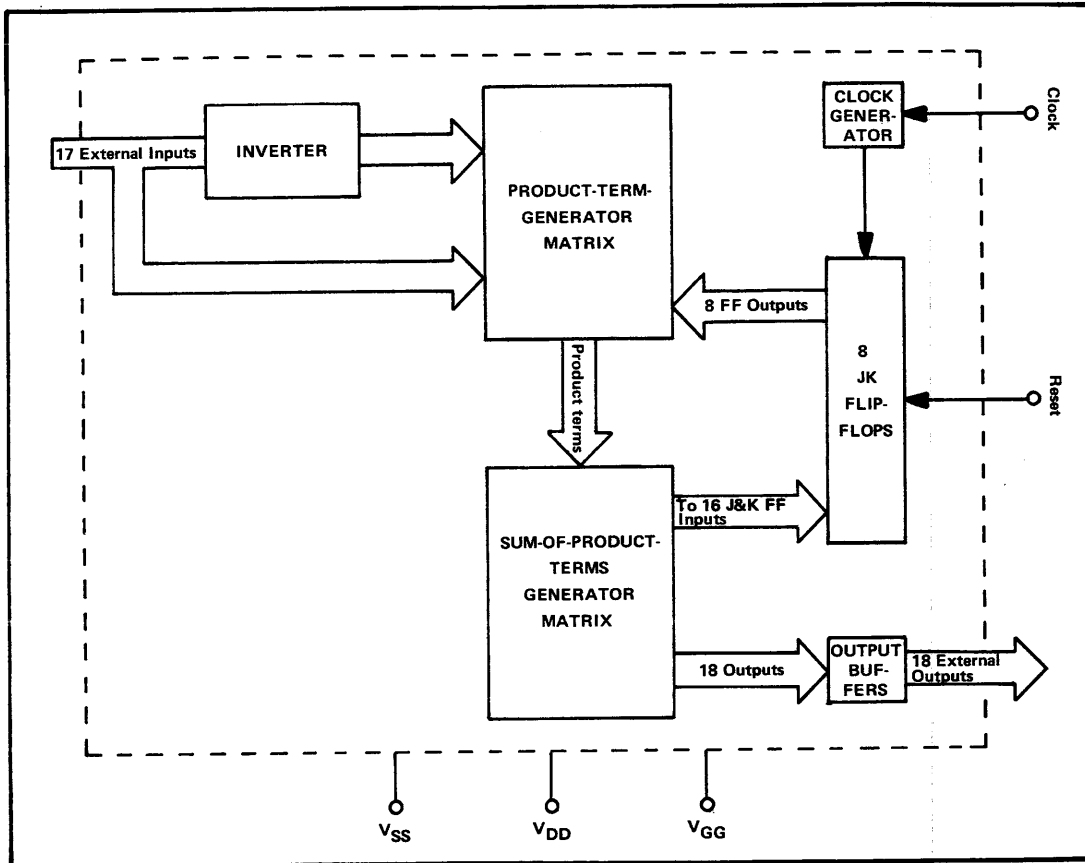 17 External Inputs
INVERTER
PRODUCT-TERM-
GENERATOR
MATRIX
CLOCK
GENER-
ATOR
Clock
8 FF Outputs
8
JK
FLIP-
FLOPS
Reset
Product terms
SUM-OF-PRODUCT-
TERMS
GENERATOR
MATRIX
To 16 J&K FF
Inputs
18 Outputs
OUTPUT
BUF-
FERS
18 External
Outputs
VSS
VDD
VGG